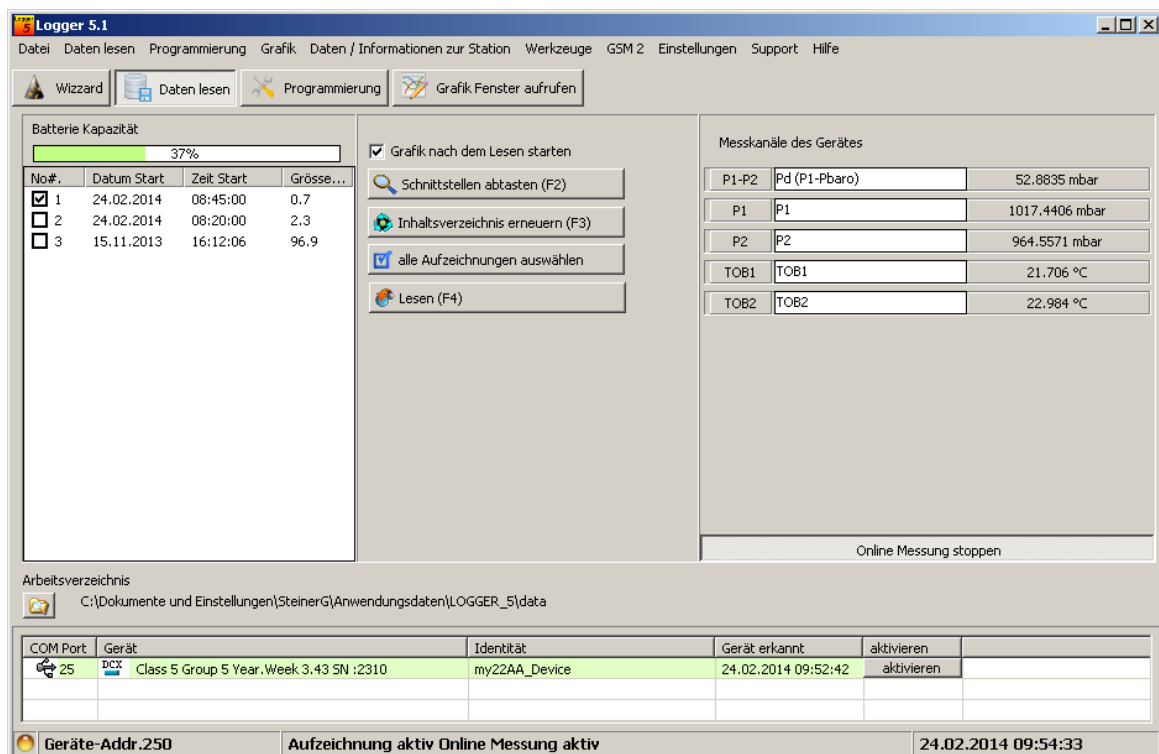 Logger 5.1
Datei Daten lesen Programmierung Grafik Daten / Informationen zur Station Werkzeuge GSM 2 Einstellungen Support Hilfe
Wizzard Daten lesen Programmierung Grafik Fenster aufrufen
Batterie Kapazität
37%
No#. Datum Start Zeit Start Grösse...
1 24.02.2014 08:45:00 0.7
2 24.02.2014 08:20:00 2.3
3 15.11.2013 16:12:06 96.9
Grafik nach dem Lesen starten
Schnittstellen abtasten (F2)
Inhaltsverzeichnis erneuern (F3)
alle Aufzeichnungen auswählen
Lesen (F4)
Messkanäle des Gerätes
P1-P2 Pd (P1-Pbaro) 52.8835 mbar
P1 P1 1017.4406 mbar
P2 P2 964.5571 mbar
TOB1 TOB1 21.706 °C
TOB2 TOB2 22.984 °C
Online Messung stoppen
Arbeitsverzeichnis
C:\Dokumente und Einstellungen\SteinerG\Anwendungsdaten\LOGGER_5\data
COM Port Gerät Identität Gerät erkannt aktivieren
25 DCX Class 5 Group 5 Year.Week 3.43 SN :2310 my22AA_Device 24.02.2014 09:52:42 aktivieren
Geräte-Addr.250 Aufzeichnung aktiv Online Messung aktiv 24.02.2014 09:54:33